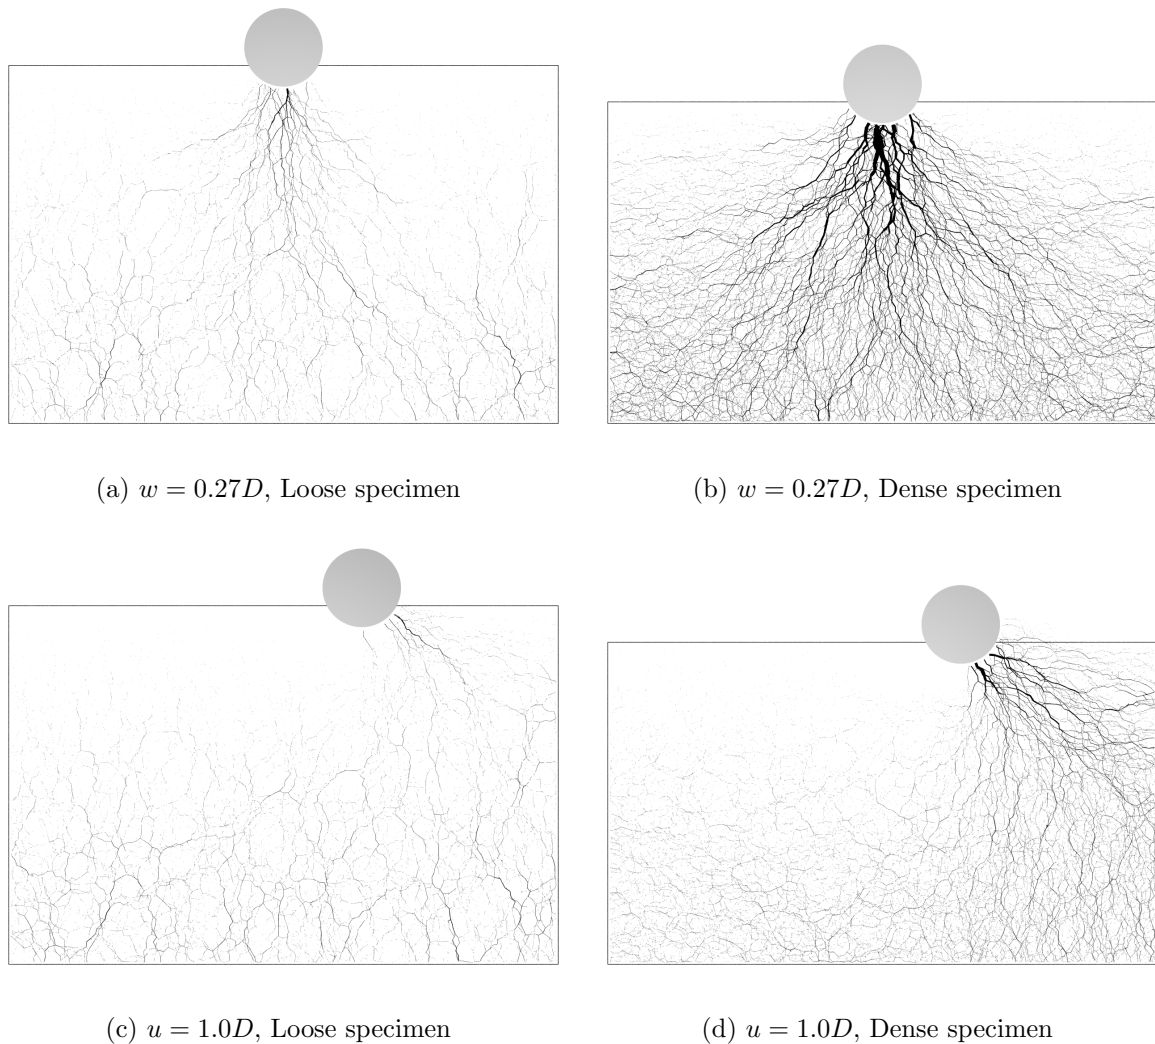 (a) w = 0.27D, Loose specimen
(b) w = 0.27D, Dense specimen
(c) u = 1.0D, Loose specimen
(d) u = 1.0D, Dense specimen